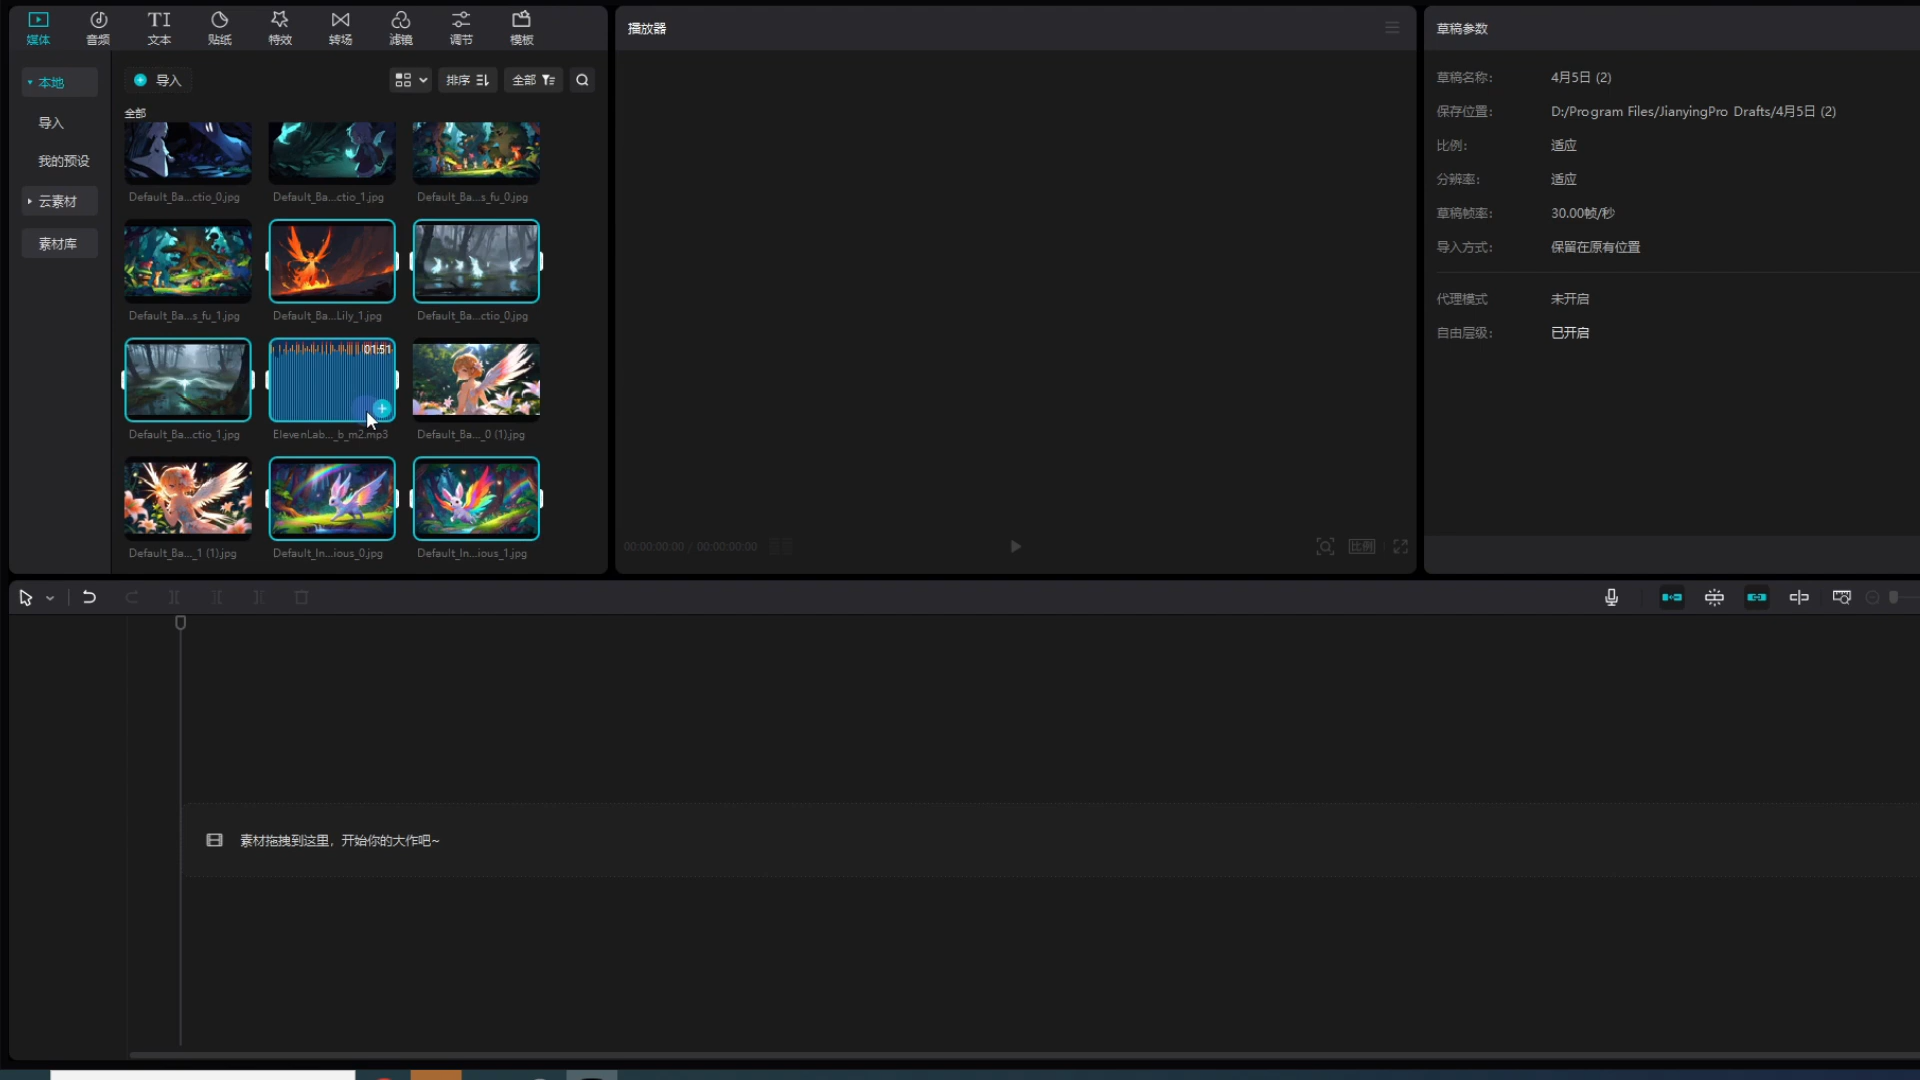 媒体 音频 文本 贴纸 特效 转场 滤镜 调节 模板
本地
导入
我的预设
云素材
素材库
导入 排序 全部
全部
Default_Ba...ctio_0.jpg Default_Ba...ctio_1.jpg Default_Ba...s_fu_0.jpg
Default_Ba...s_fu_1.jpg Default_Ba...Lily_1.jpg Default_Ba...ctio_0.jpg
01:51
Default_Ba...ctio_1.jpg ElevenLab..._b_m2.mp3 Default_Ba..._0 (1).jpg
Default_Ba..._1 (1).jpg Default_In...ious_0.jpg Default_In...ious_1.jpg
播放器
00:00:00:00 / 00:00:00:00
比例
草稿参数
草稿名称: 4月5日 (2)
保存位置: D:/Program Files/JianyingPro Drafts/4月5日 (2)
比例: 适应
分辨率: 适应
草稿帧率: 30.00帧/秒
导入方式: 保留在原有位置
代理模式 未开启
自由层级: 已开启
素材拖拽到这里，开始你的大作吧~